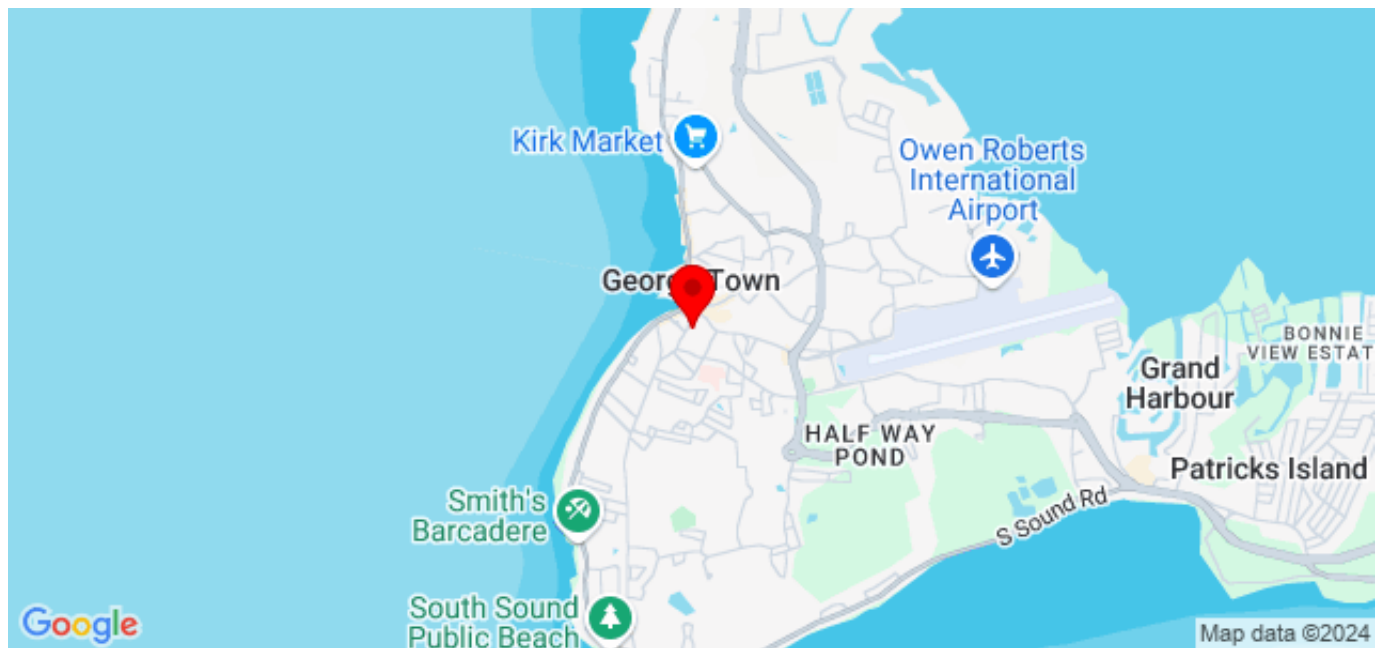 Kirk Market
Owen Roberts
International
Airport
George Town
BONNIE
VIEW ESTAT
Grand
Harbour
HALF WAY
POND
Patricks Island
Smith's
Barcadere
S Sound Rd
South Sound
Public Beach
Google
Map data ©2024